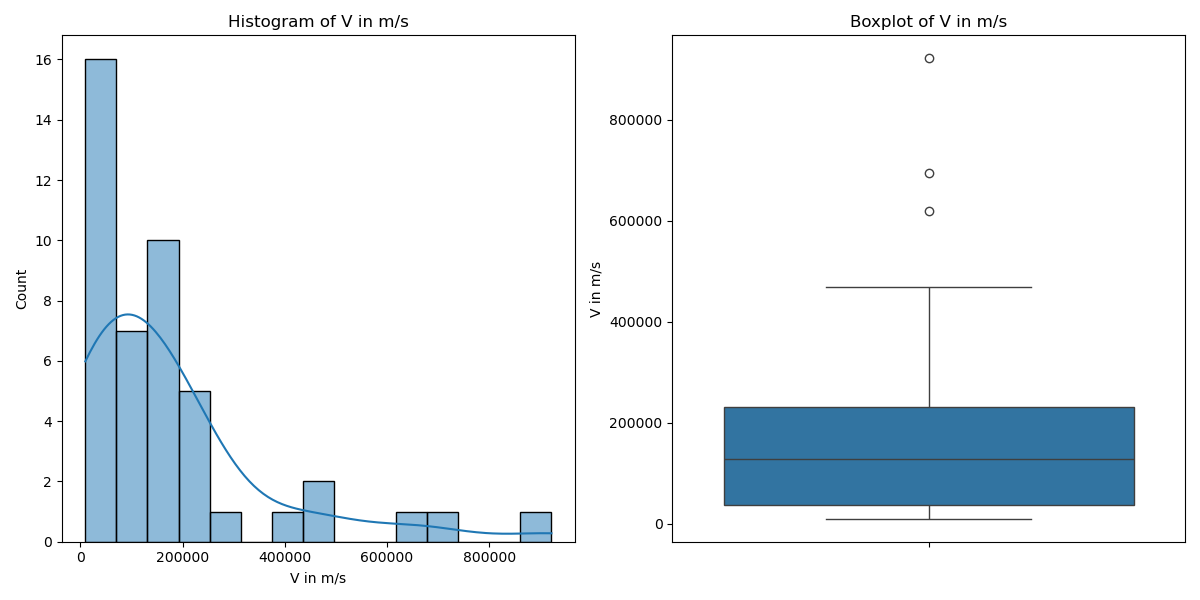 Histogram of V in m/s
16
14
12
10
8
6
4
2
0
Count
0 200000 400000 600000 800000
V in m/s
Boxplot of V in m/s
800000
600000
400000
200000
0
V in m/s